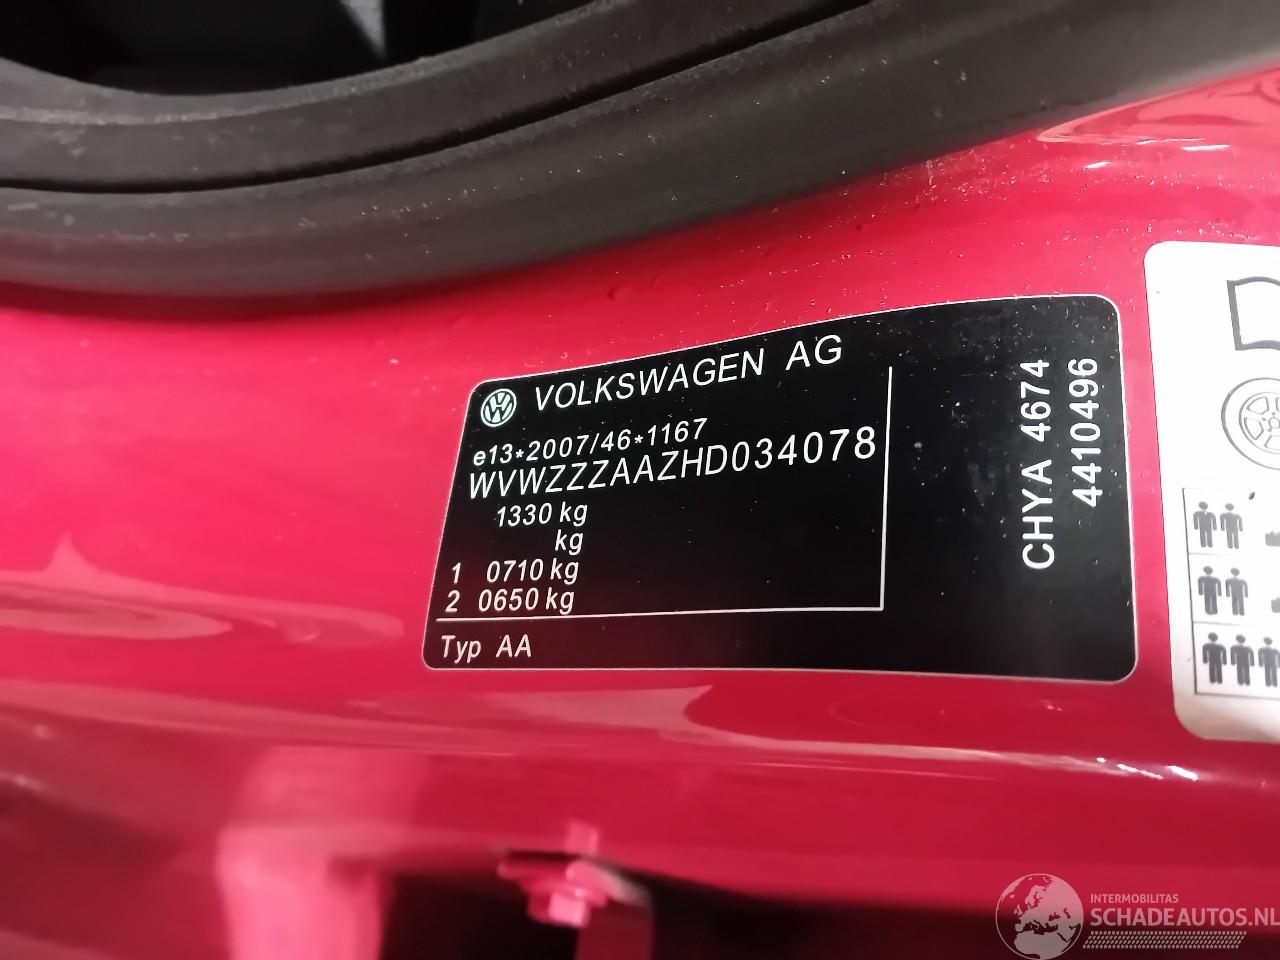 VOLKSWAGEN AG
e13*2007/46*1167
WVWZZZAAZHD034078
1330 kg
kg
1 0710 kg
2 0650 kg
Typ AA
CHYA 4674
4410496
INTERMOBILITAS
SCHADEAUTOS.NL